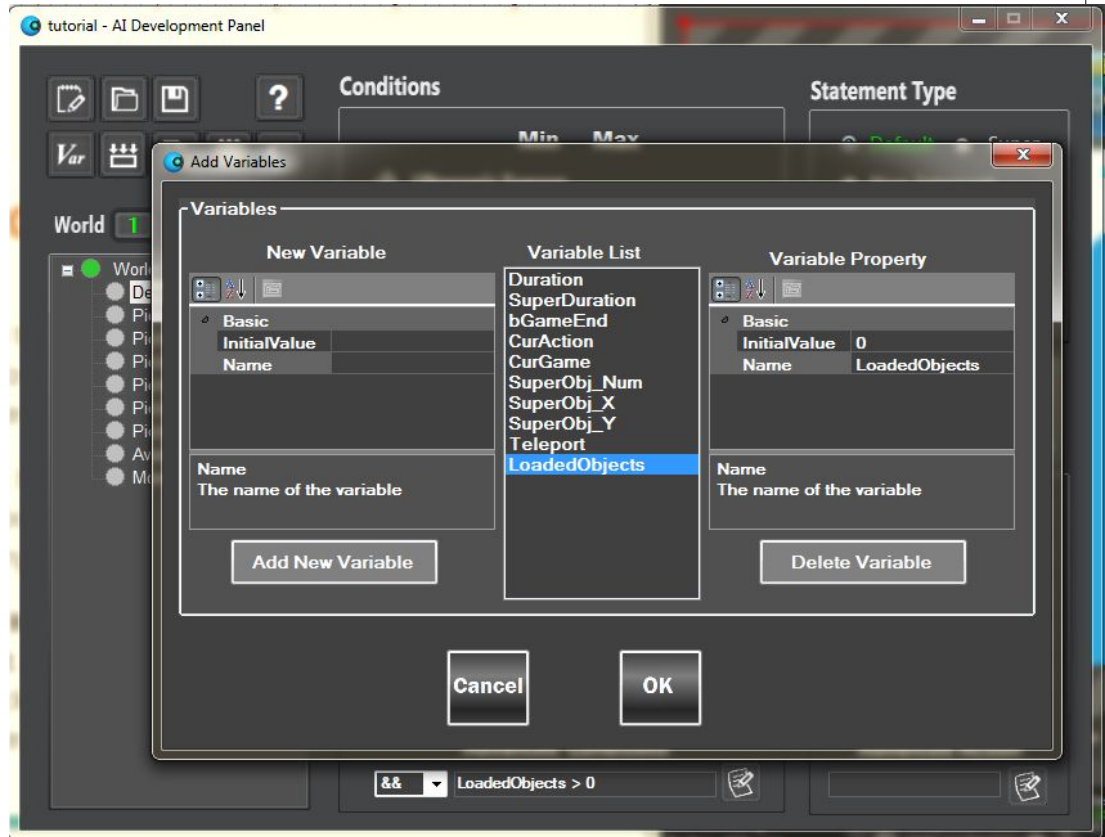 tutorial - AI Development Panel
Conditions
Statement Type
?
Min Max
Default
Var
Add Variables
World 1
Variables
New Variable
Variable List
Variable Property
Duration
SuperDuration
bGameEnd
CurAction
CurGame
SuperObj_Num
SuperObj_X
SuperObj_Y
Teleport
LoadedObjects
Basic
InitialValue
Name
Name
The name of the variable
Add New Variable
Basic
InitialValue 0
Name LoadedObjects
Name
The name of the variable
Delete Variable
Cancel
OK
&& LoadedObjects > 0